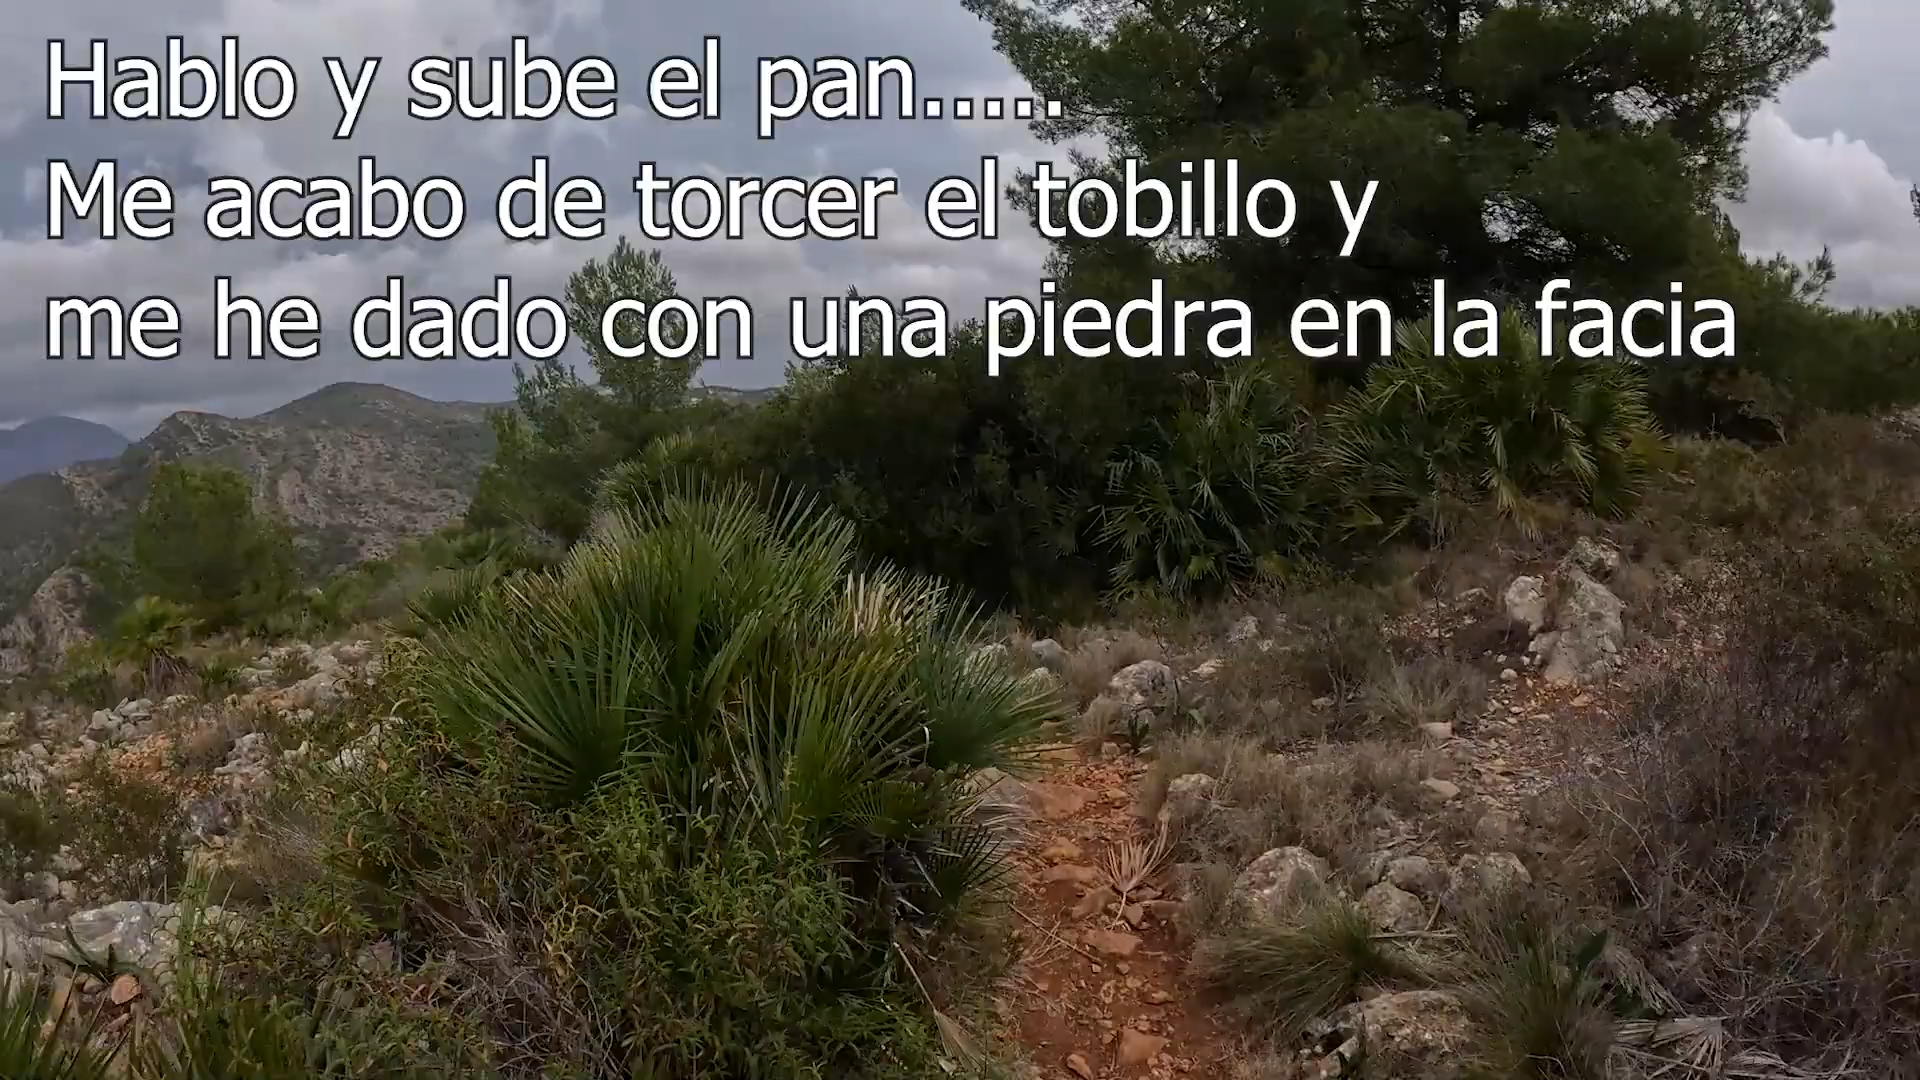 Hablo y sube el pan.....
Me acabo de torcer el tobillo y
me he dado con una piedra en la facia